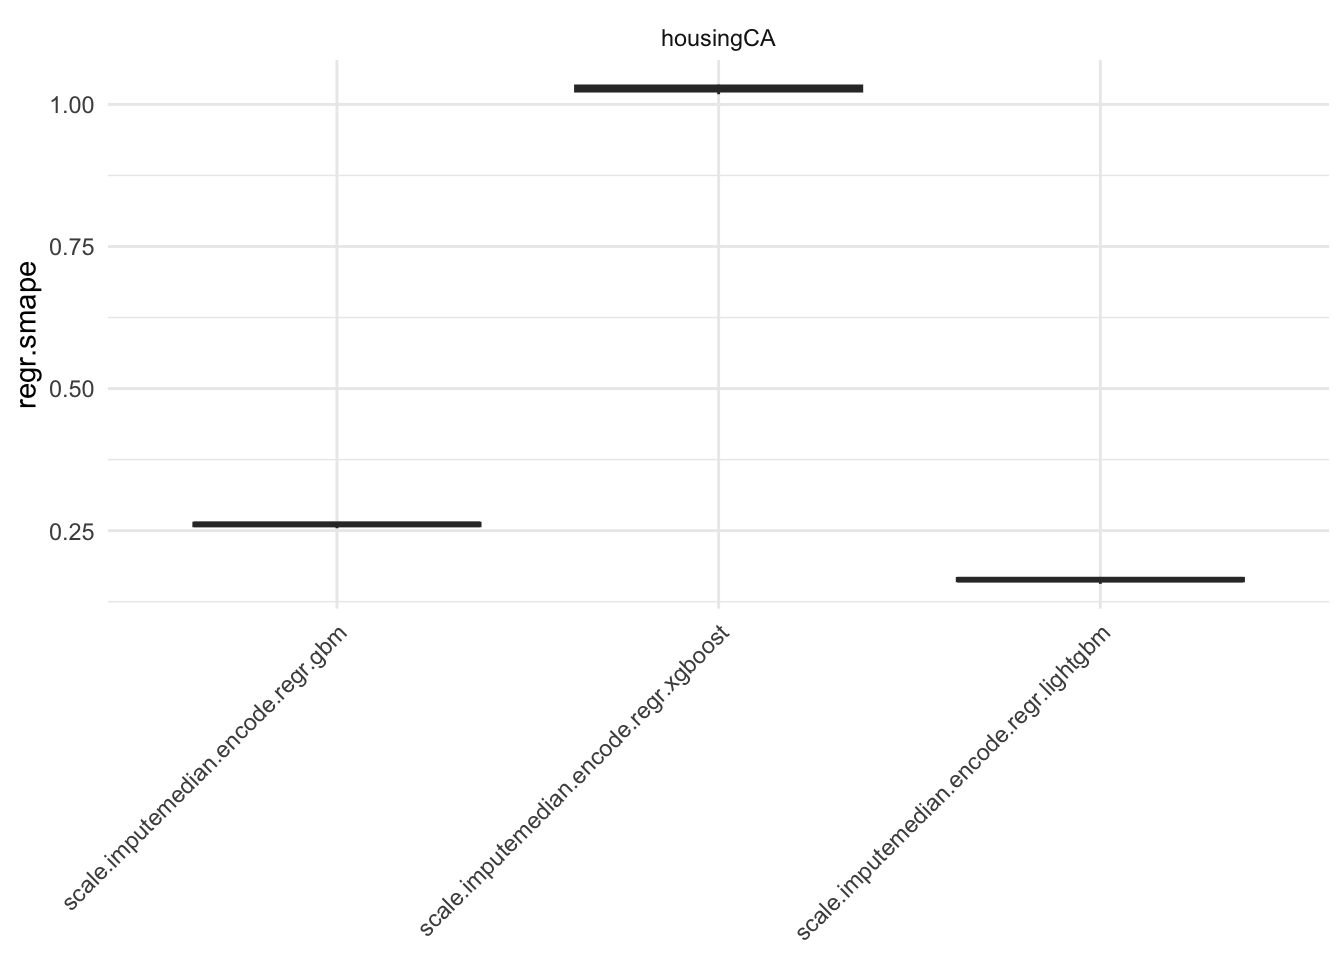 housingCA
regr.smape
1.00
0.75
0.50
0.25
scale.imputemedian.encode.regr.gbm
scale.imputemedian.encode.regr.xgboost
scale.imputemedian.encode.regr.lightgbm